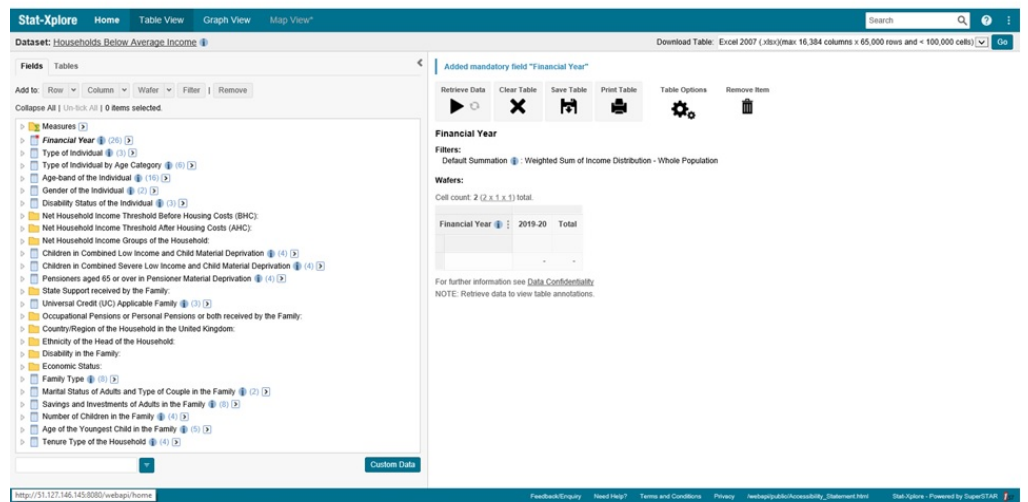 Stat-Xplore Home Table View Graph View Map View* Search
Dataset: Households Below Average Income Download Table: Excel 2007 (.xlsx)(max 16,384 columns x 65,000 rows and < 100,000 cells) Go
Fields Tables
Add to: Row Column Wafer Filter | Remove
Collapse All | Un-tick All | 0 items selected.
Measures
Financial Year (26)
Type of Individual (3)
Type of Individual by Age Category (6)
Age-band of the Individual (16)
Gender of the Individual (2)
Disability Status of the Individual (3)
Net Household Income Threshold Before Housing Costs (BHC):
Net Household Income Threshold After Housing Costs (AHC):
Net Household Income Groups of the Household:
Children in Combined Low Income and Child Material Deprivation (4)
Children in Combined Severe Low Income and Child Material Deprivation (4)
Pensioners aged 65 or over in Pensioner Material Deprivation (4)
State Support received by the Family:
Universal Credit (UC) Applicable Family (3)
Occupational Pensions or Personal Pensions or both received by the Family:
Country/Region of the Household in the United Kingdom:
Ethnicity of the Head of the Household:
Disability in the Family:
Economic Status:
Family Type (8)
Marital Status of Adults and Type of Couple in the Family (2)
Savings and Investments of Adults in the Family (8)
Number of Children in the Family (4)
Age of the Youngest Child in the Family (5)
Tenure Type of the Household (4)
Custom Data
Added mandatory field "Financial Year"
Retrieve Data Clear Table Save Table Print Table Table Options Remove Item
Financial Year
Filters:
Default Summation : Weighted Sum of Income Distribution - Whole Population
Wafers:
Cell count: 2 (2 x 1 x 1) total.
Financial Year 2019-20 Total
- -
For further information see Data Confidentiality
NOTE: Retrieve data to view table annotations.
http://51.127.146.145:8080/webapi/home Feedback/Enquiry Need Help? Terms and Conditions Privacy /webapi/public/Accessibility_Statement.html Stat-Xplore - Powered by SuperSTAR